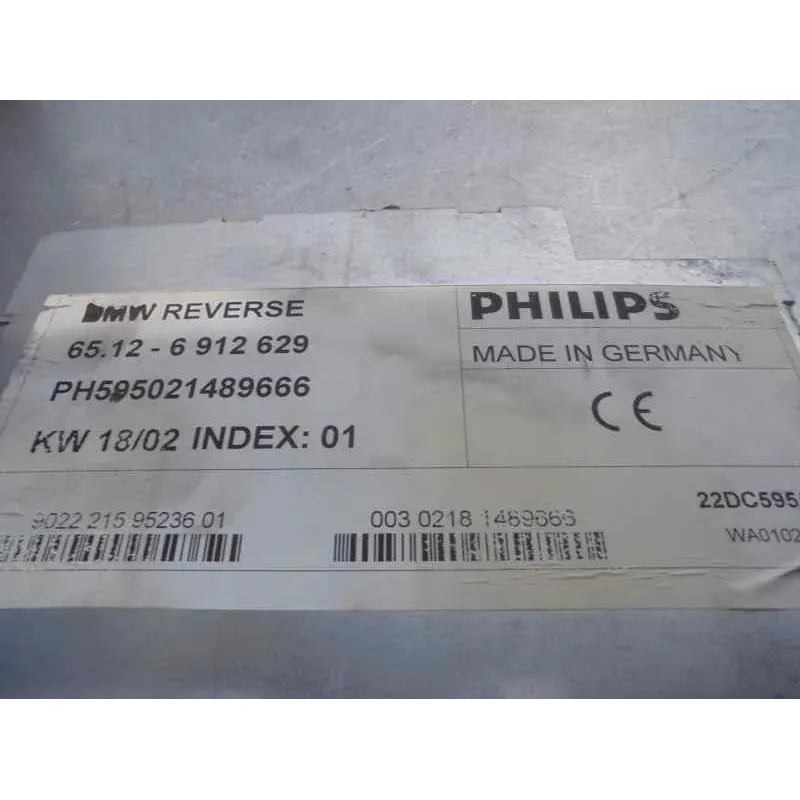 BMW REVERSE
65.12 - 6 912 629
PH595021489666
KW 18/02 INDEX: 01
PHILIPS
MADE IN GERMANY
CE
9022 215 95236 01
003 0218 1489666
22DC595
WA0102